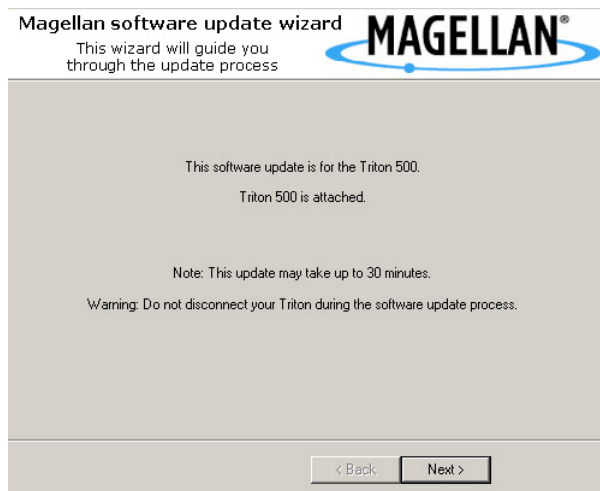 Magellan software update wizard
This wizard will guide you
through the update process
MAGELLAN®
This software update is for the Triton 500.
Triton 500 is attached.
Note: This update may take up to 30 minutes.
Warning: Do not disconnect your Triton during the software update process.
< Back
Next >